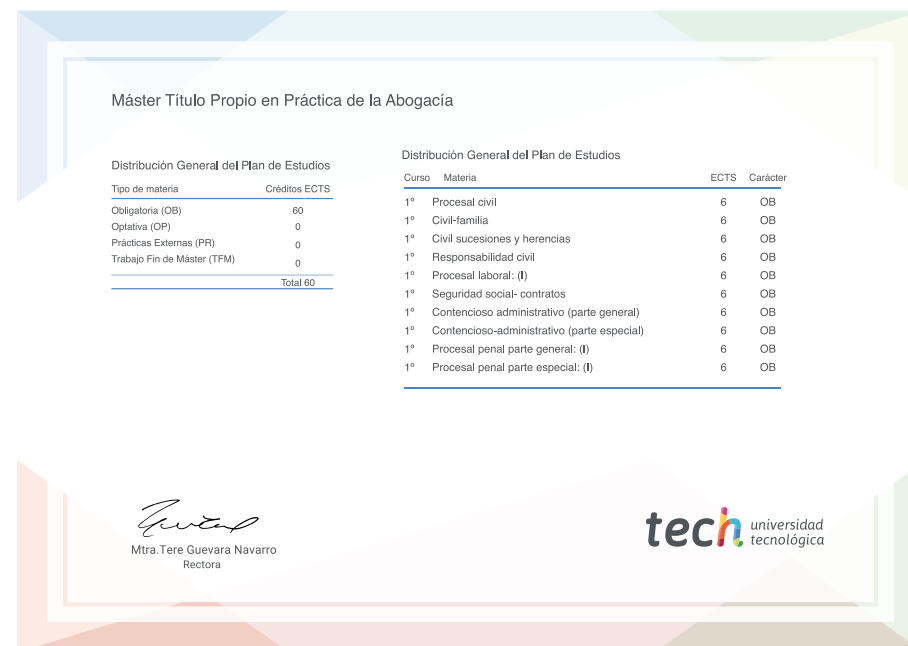 Máster Título Propio en Práctica de la Abogacía
Distribución General del Plan de Estudios
Tipo de materia Créditos ECTS
Obligatoria (OB) 60
Optativa (OP) 0
Prácticas Externas (PR) 0
Trabajo Fin de Máster (TFM) 0
Total 60
Distribución General del Plan de Estudios
Curso Materia ECTS Carácter
1º Procesal civil 6 OB
1º Civil-familia 6 OB
1º Civil sucesiones y herencias 6 OB
1º Responsabilidad civil 6 OB
1º Procesal laboral: (I) 6 OB
1º Seguridad social- contratos 6 OB
1º Contencioso administrativo (parte general) 6 OB
1º Contencioso-administrativo (parte especial) 6 OB
1º Procesal penal parte general: (I) 6 OB
1º Procesal penal parte especial: (I) 6 OB
Mtra.Tere Guevara Navarro
Rectora
tech universidad
tecnológica